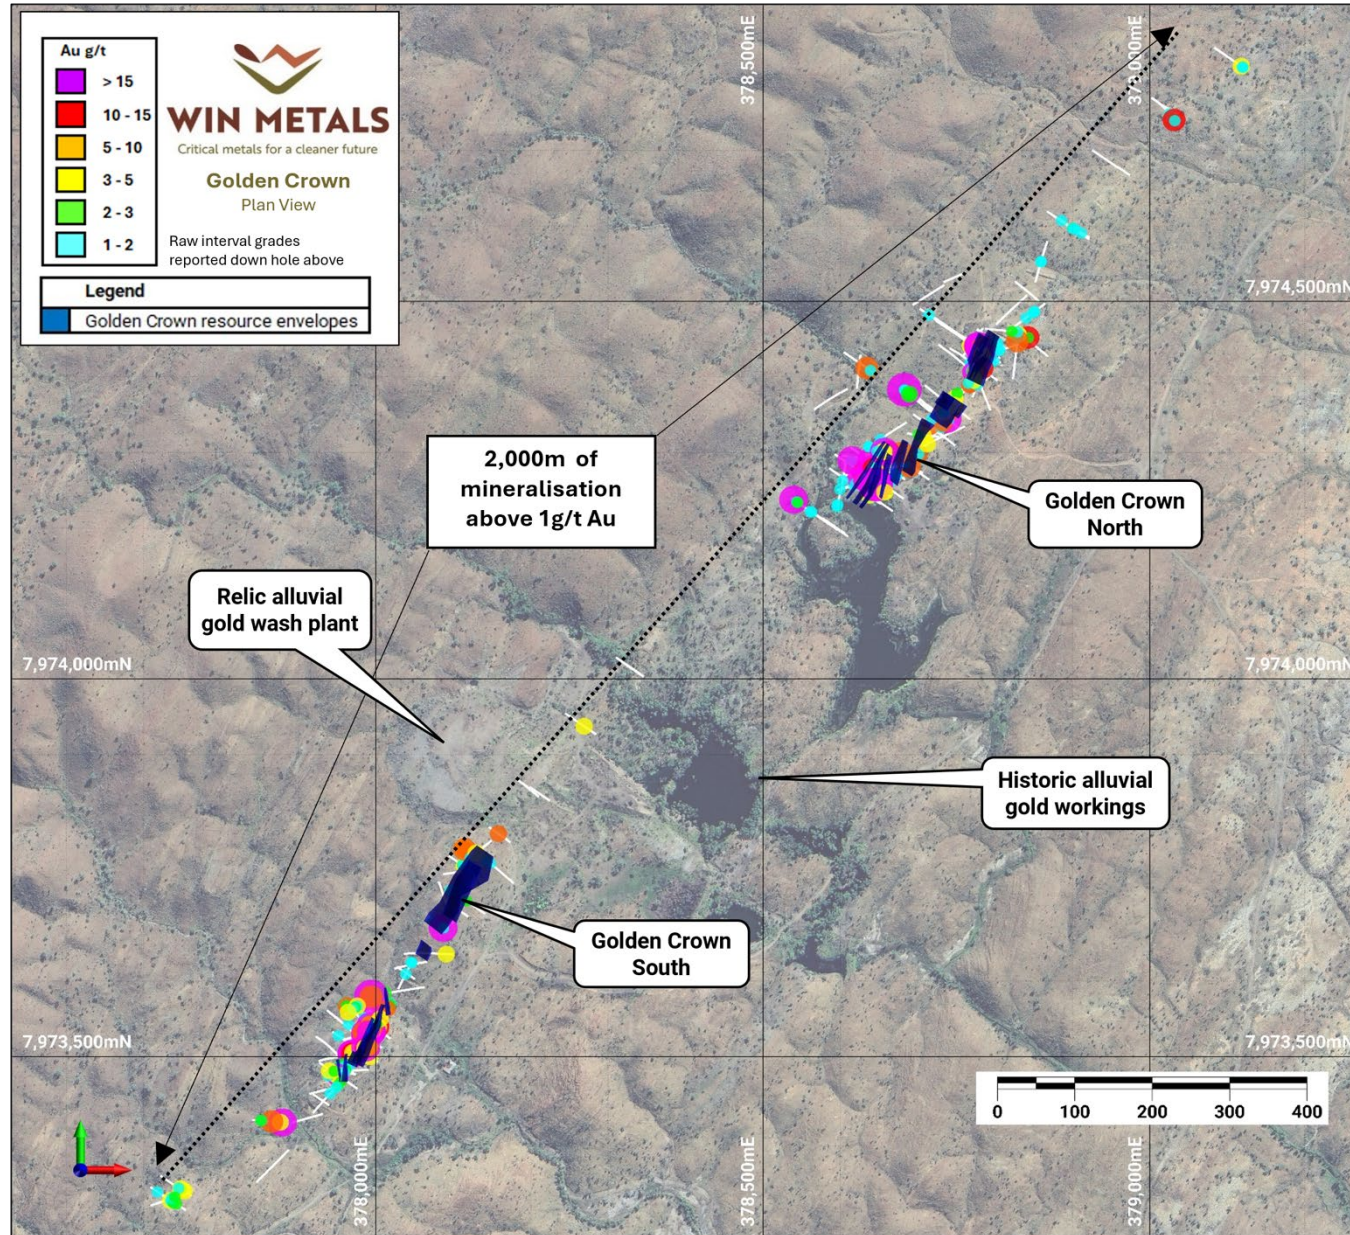 Au g/t
> 15
10 - 15
5 - 10
3 - 5
2 - 3
1 - 2
WIN METALS
Critical metals for a cleaner future
Golden Crown
Plan View
Raw interval grades
reported down hole above
Legend
Golden Crown resource envelopes
378,500mE
379,000mE
7,974,500mN
2,000m of
mineralisation
above 1g/t Au
Golden Crown
North
Relic alluvial
gold wash plant
7,974,000mN
7,974,000mN
Historic alluvial
gold workings
Golden Crown
South
7,973,500mN
7,973,500mN
0 100 200 300 400
378,000mE
378,500mE
379,000mE